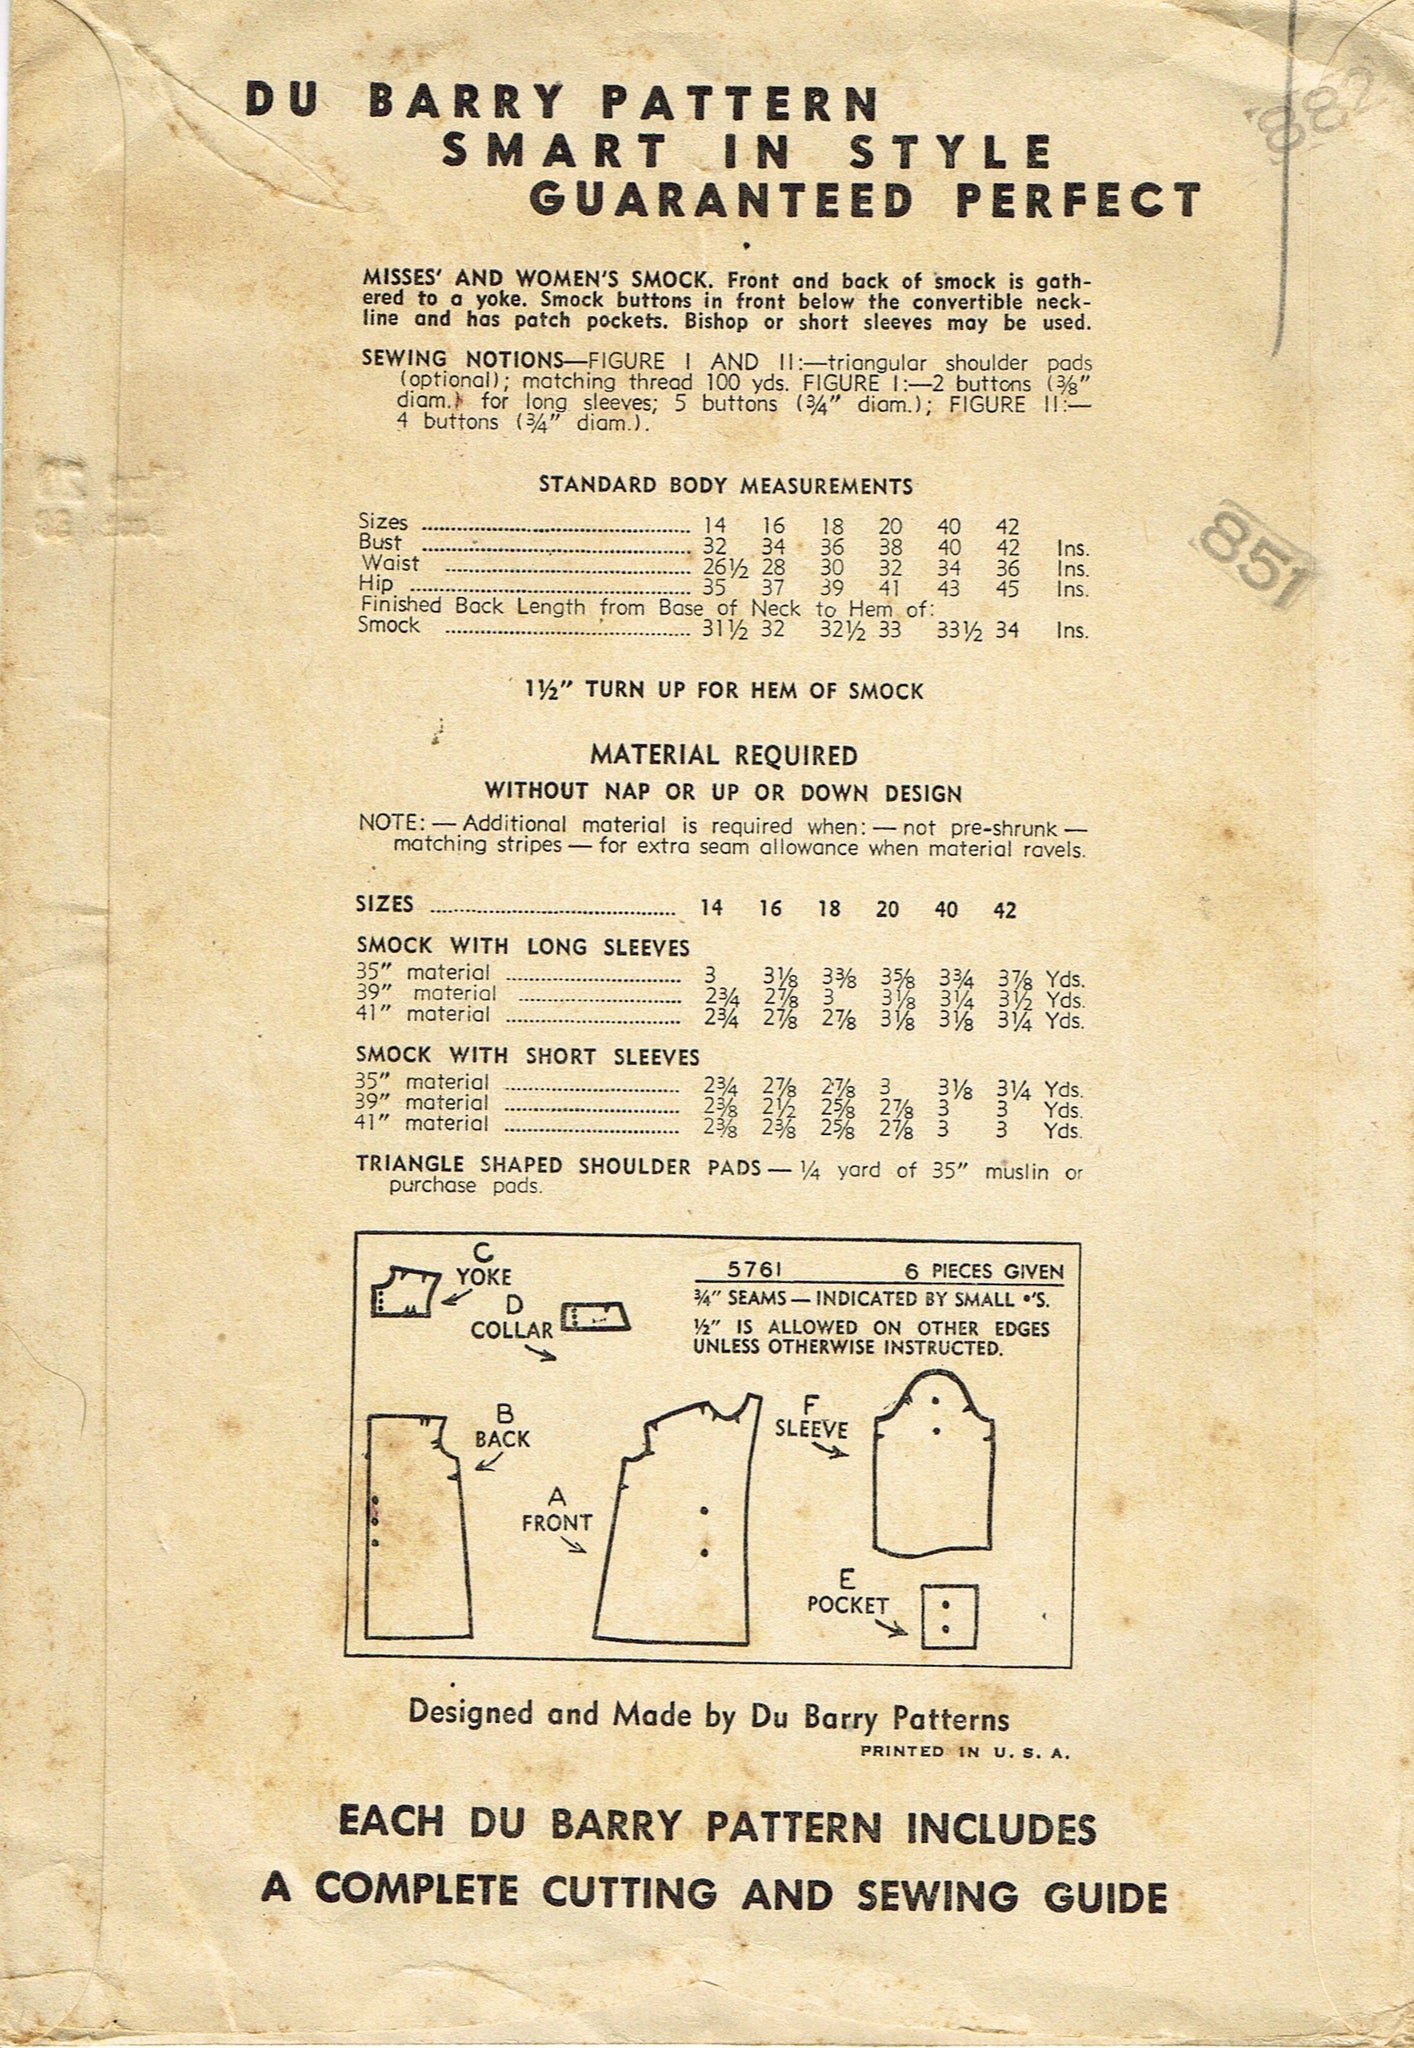 DU BARRY PATTERN
SMART IN STYLE
GUARANTEED PERFECT
882
MISSES' AND WOMEN'S SMOCK. Front and back of smock is gath-
ered to a yoke. Smock buttons in front below the convertible neck-
line and has patch pockets. Bishop or short sleeves may be used.
SEWING NOTIONS—FIGURE I AND II:—triangular shoulder pads
(optional); matching thread 100 yds. FIGURE I:—2 buttons (⅜"
diam.) for long sleeves; 5 buttons (¾" diam.); FIGURE II:—
4 buttons (¾" diam.).
STANDARD BODY MEASUREMENTS
Sizes 14 16 18 20 40 42
Bust 32 34 36 38 40 42 Ins.
Waist 26½ 28 30 32 34 36 Ins.
Hip 35 37 39 41 43 45 Ins.
Finished Back Length from Base of Neck to Hem of:
Smock 31½ 32 32½ 33 33½ 34 Ins.
851
1½" TURN UP FOR HEM OF SMOCK
MATERIAL REQUIRED
WITHOUT NAP OR UP OR DOWN DESIGN
NOTE: — Additional material is required when: — not pre-shrunk —
matching stripes — for extra seam allowance when material ravels.
SIZES 14 16 18 20 40 42
SMOCK WITH LONG SLEEVES
35" material 3 3⅛ 3⅜ 3⅝ 3¾ 3⅞ Yds.
39" material 2¾ 2⅞ 3 3⅛ 3¼ 3½ Yds.
41" material 2¾ 2⅞ 2⅞ 3⅛ 3⅛ 3¼ Yds.
SMOCK WITH SHORT SLEEVES
35" material 2¾ 2⅞ 2⅞ 3 3⅛ 3¼ Yds.
39" material 2⅜ 2½ 2⅝ 2⅞ 3 3 Yds.
41" material 2⅜ 2⅜ 2⅝ 2⅞ 3 3 Yds.
TRIANGLE SHAPED SHOULDER PADS — ¼ yard of 35" muslin or
purchase pads.
C
YOKE
D
COLLAR
5761 6 PIECES GIVEN
¾" SEAMS — INDICATED BY SMALL •'S.
½" IS ALLOWED ON OTHER EDGES
UNLESS OTHERWISE INSTRUCTED.
B
BACK
A
FRONT
F
SLEEVE
E
POCKET
Designed and Made by Du Barry Patterns
PRINTED IN U. S. A.
EACH DU BARRY PATTERN INCLUDES
A COMPLETE CUTTING AND SEWING GUIDE